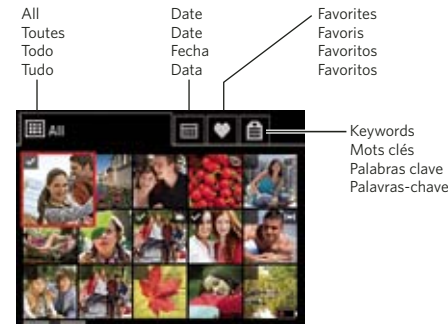 All
Toutes
Todo
Tudo
Date
Date
Fecha
Data
Favorites
Favoris
Favoritos
Favoritos
All
Keywords
Mots clés
Palabras clave
Palavras-chave